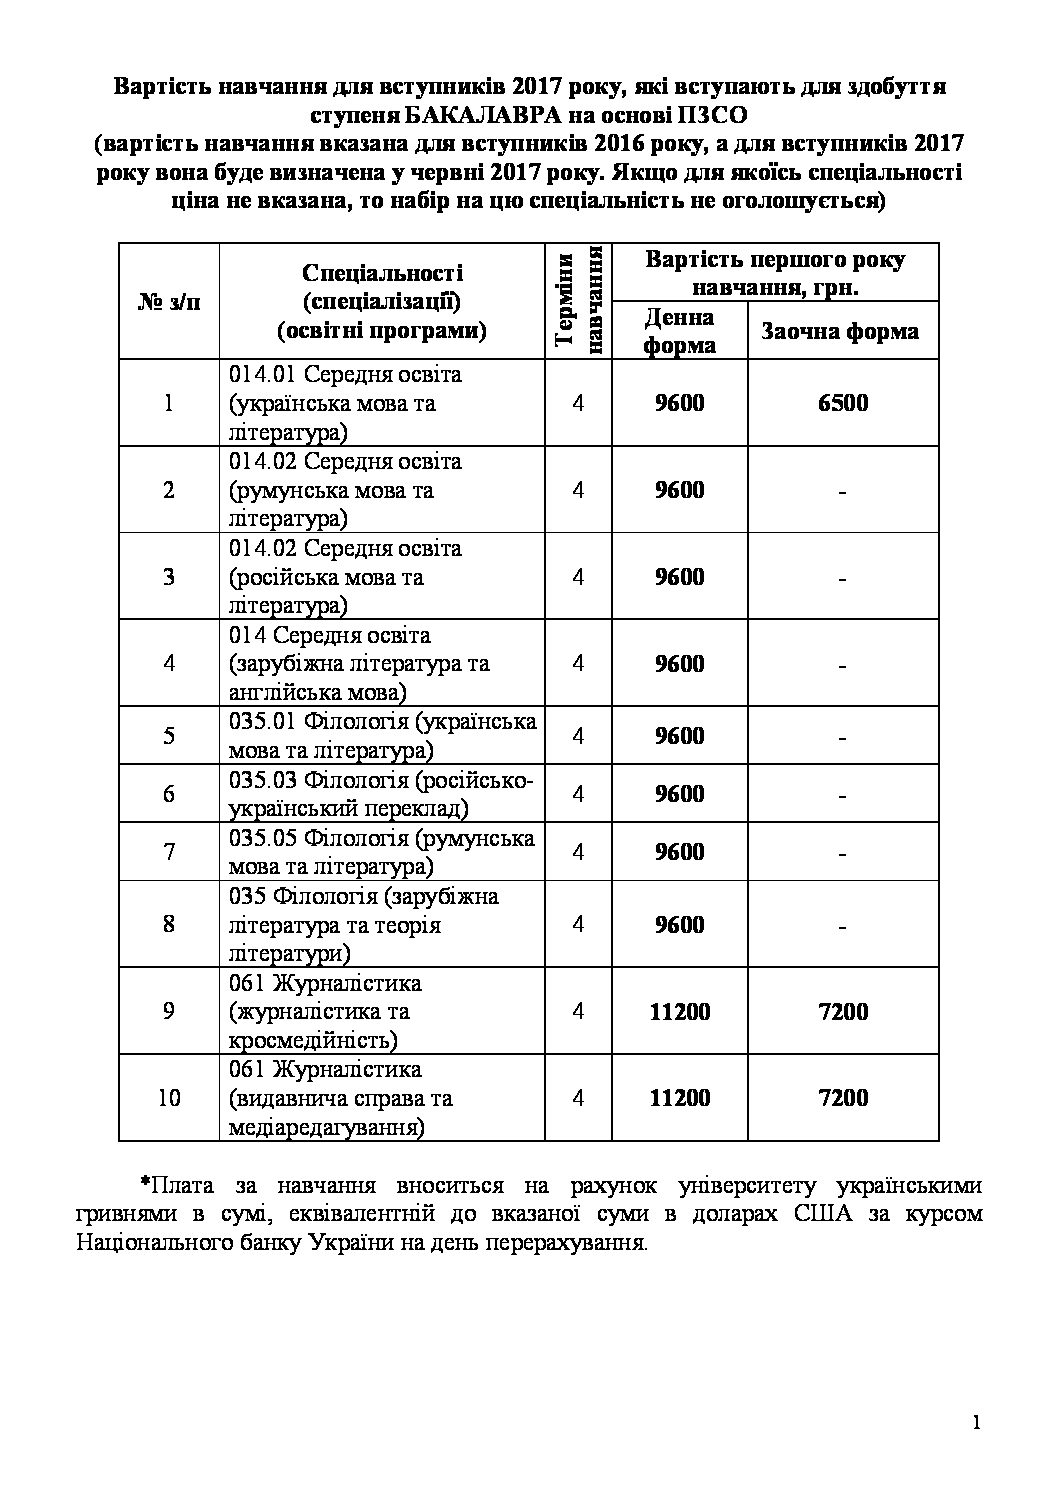 Вартість навчання для вступників 2017 року, які вступають для здобуття
ступеня БАКАЛАВРА на основі ПЗСО
(вартість навчання вказана для вступників 2016 року, а для вступників 2017
року вона буде визначена у червні 2017 року. Якщо для якоїсь спеціальності
ціна не вказана, то набір на цю спеціальність не оголошується)
№ з/п
Спеціальності
(спеціалізації)
(освітні програми)
Терміни
навчання
Вартість першого року
навчання, грн.
Денна
форма
Заочна форма
1
014.01 Середня освіта
(українська мова та
література)
4
9600
6500
2
014.02 Середня освіта
(румунська мова та
література)
4
9600
-
3
014.02 Середня освіта
(російська мова та
література)
4
9600
-
4
014 Середня освіта
(зарубіжна література та
англійська мова)
4
9600
-
5
035.01 Філологія (українська
мова та література)
4
9600
-
6
035.03 Філологія (російсько-
український переклад)
4
9600
-
7
035.05 Філологія (румунська
мова та література)
4
9600
-
8
035 Філологія (зарубіжна
література та теорія
літератури)
4
9600
-
9
061 Журналістика
(журналістика та
кросмедійність)
4
11200
7200
10
061 Журналістика
(видавнича справа та
медіаредагування)
4
11200
7200
*Плата за навчання вноситься на рахунок університету українськими
гривнями в сумі, еквівалентній до вказаної суми в доларах США за курсом
Національного банку України на день перерахування.
1